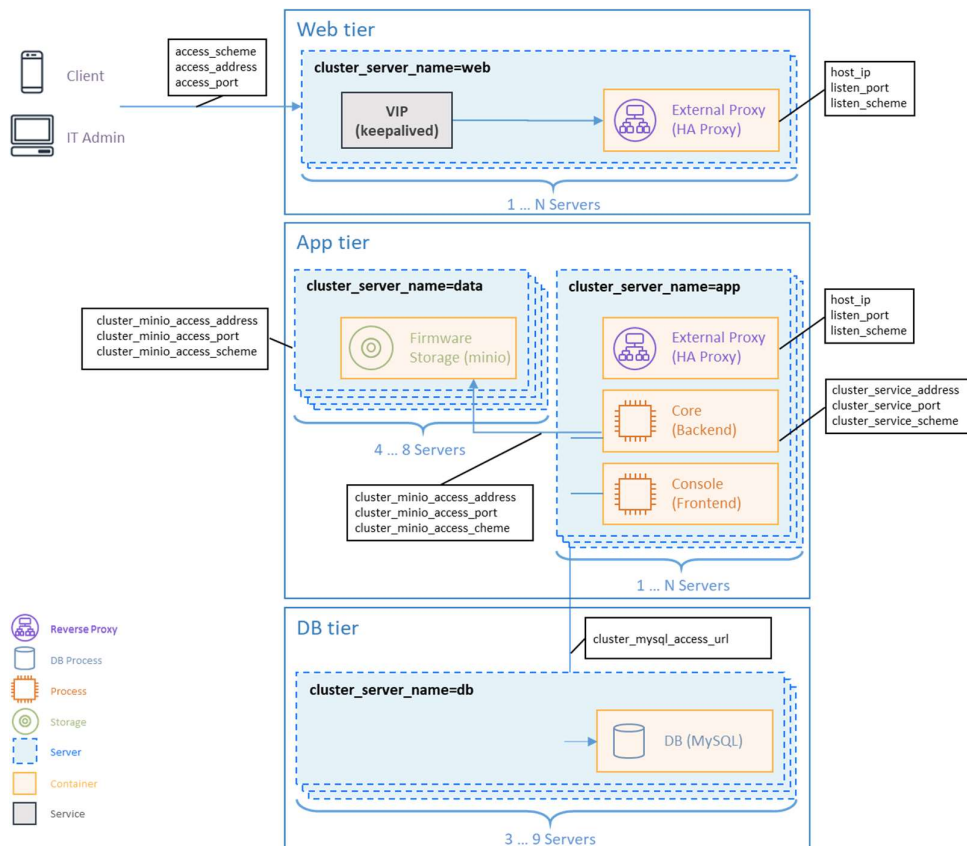 Web tier
Client
IT Admin
access_scheme
access_address
access_port
cluster_server_name=web
VIP
(keepalived)
External Proxy
(HA Proxy)
host_ip
listen_port
listen_scheme
1 ... N Servers
App tier
cluster_server_name=data
Firmware
Storage (minio)
cluster_minio_access_address
cluster_minio_access_port
cluster_minio_access_scheme
4 ... 8 Servers
cluster_server_name=app
External Proxy
(HA Proxy)
host_ip
listen_port
listen_scheme
Core
(Backend)
cluster_service_address
cluster_service_port
cluster_service_scheme
Console
(Frontend)
cluster_minio_access_address
cluster_minio_access_port
cluster_minio_access_cheme
1 ... N Servers
DB tier
cluster_mysql_access_url
cluster_server_name=db
DB (MySQL)
3 ... 9 Servers
Reverse Proxy
DB Process
Process
Storage
Server
Container
Service